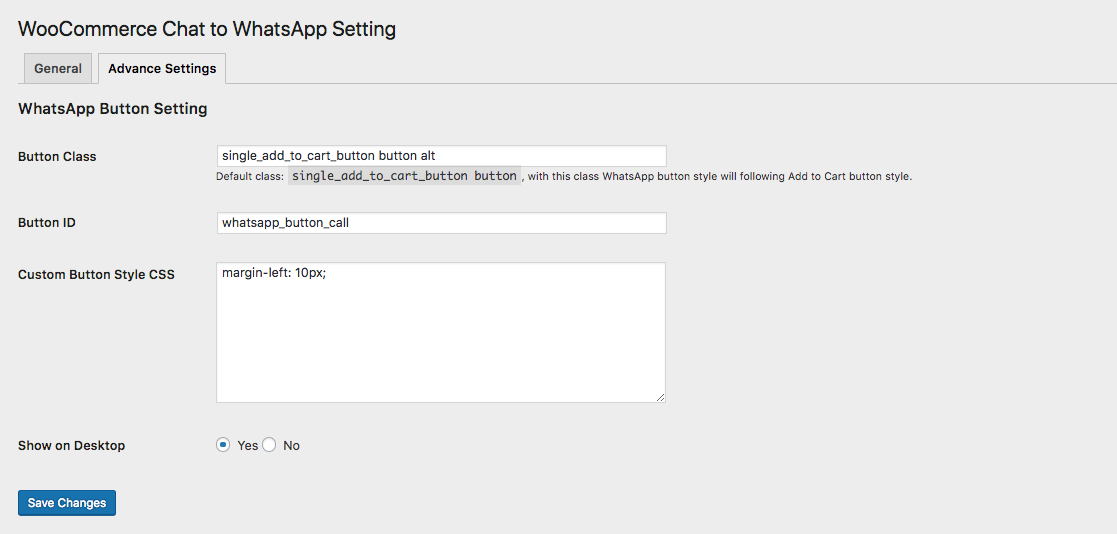 WooCommerce Chat to WhatsApp Setting
General Advance Settings
WhatsApp Button Setting
Button Class single_add_to_cart_button button alt
Default class: single_add_to_cart_button button , with this class WhatsApp button style will following Add to Cart button style.
Button ID whatsapp_button_call
Custom Button Style CSS margin-left: 10px;
Show on Desktop Yes No
Save Changes